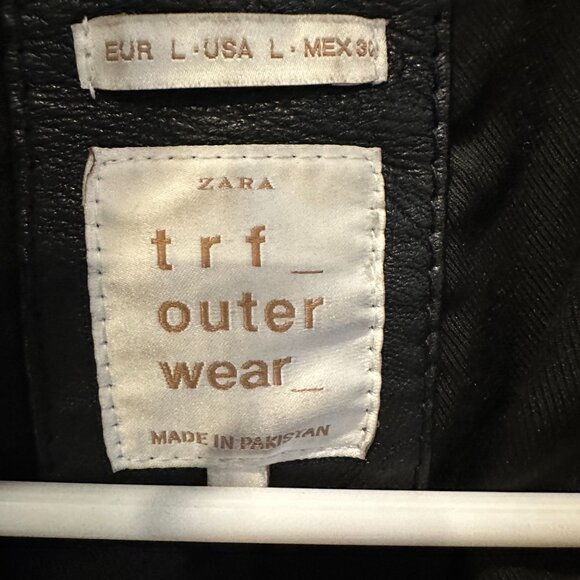 EUR L · USA L · MEX 30
ZARA
trf_
outer
wear_
MADE IN PAKISTAN